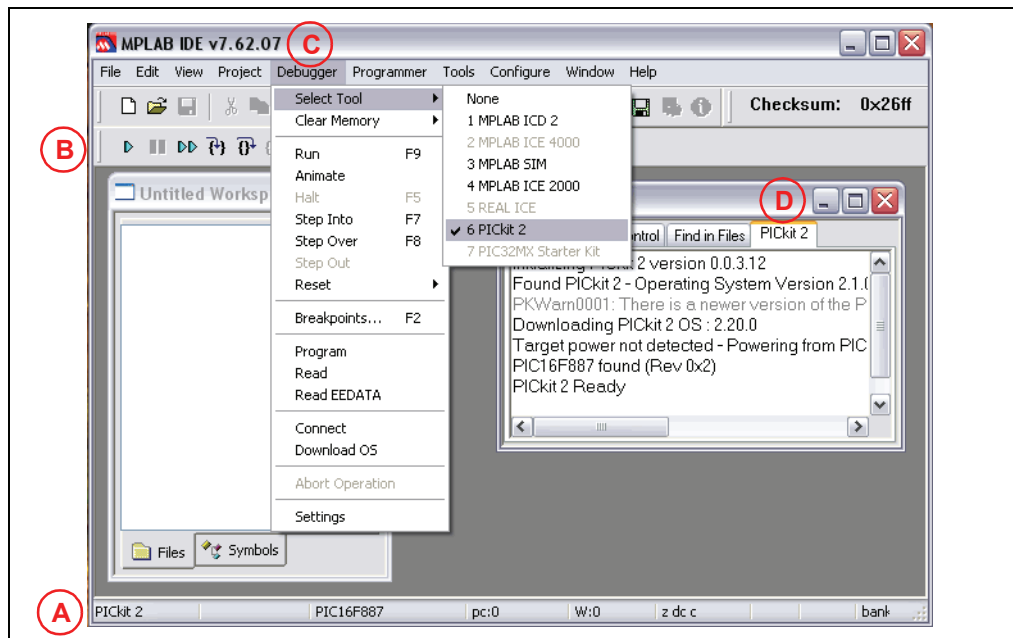 MPLAB IDE v7.62.07
C
File Edit View Project Debugger Programmer Tools Configure Window Help
Checksum: 0x26ff
B
Select Tool
Clear Memory
Run F9
Animate
Halt F5
Step Into F7
Step Over F8
Step Out
Reset
Breakpoints... F2
Program
Read
Read EEDATA
Connect
Download OS
Abort Operation
Settings
None
1 MPLAB ICD 2
2 MPLAB ICE 4000
3 MPLAB SIM
4 MPLAB ICE 2000
5 REAL ICE
6 PICkit 2
7 PIC32MX Starter Kit
Untitled Worksp
Files Symbols
D
ntrol Find in Files PICkit 2
2 version 0.0.3.12
Found PICkit 2 - Operating System Version 2.1.
PKWarn0001: There is a newer version of the P
Downloading PICkit 2 OS : 2.20.0
Target power not detected - Powering from PIC
PIC16F887 found (Rev 0x2)
PICkit 2 Ready
A
PICkit 2 PIC16F887 pc:0 W:0 z dc c bank